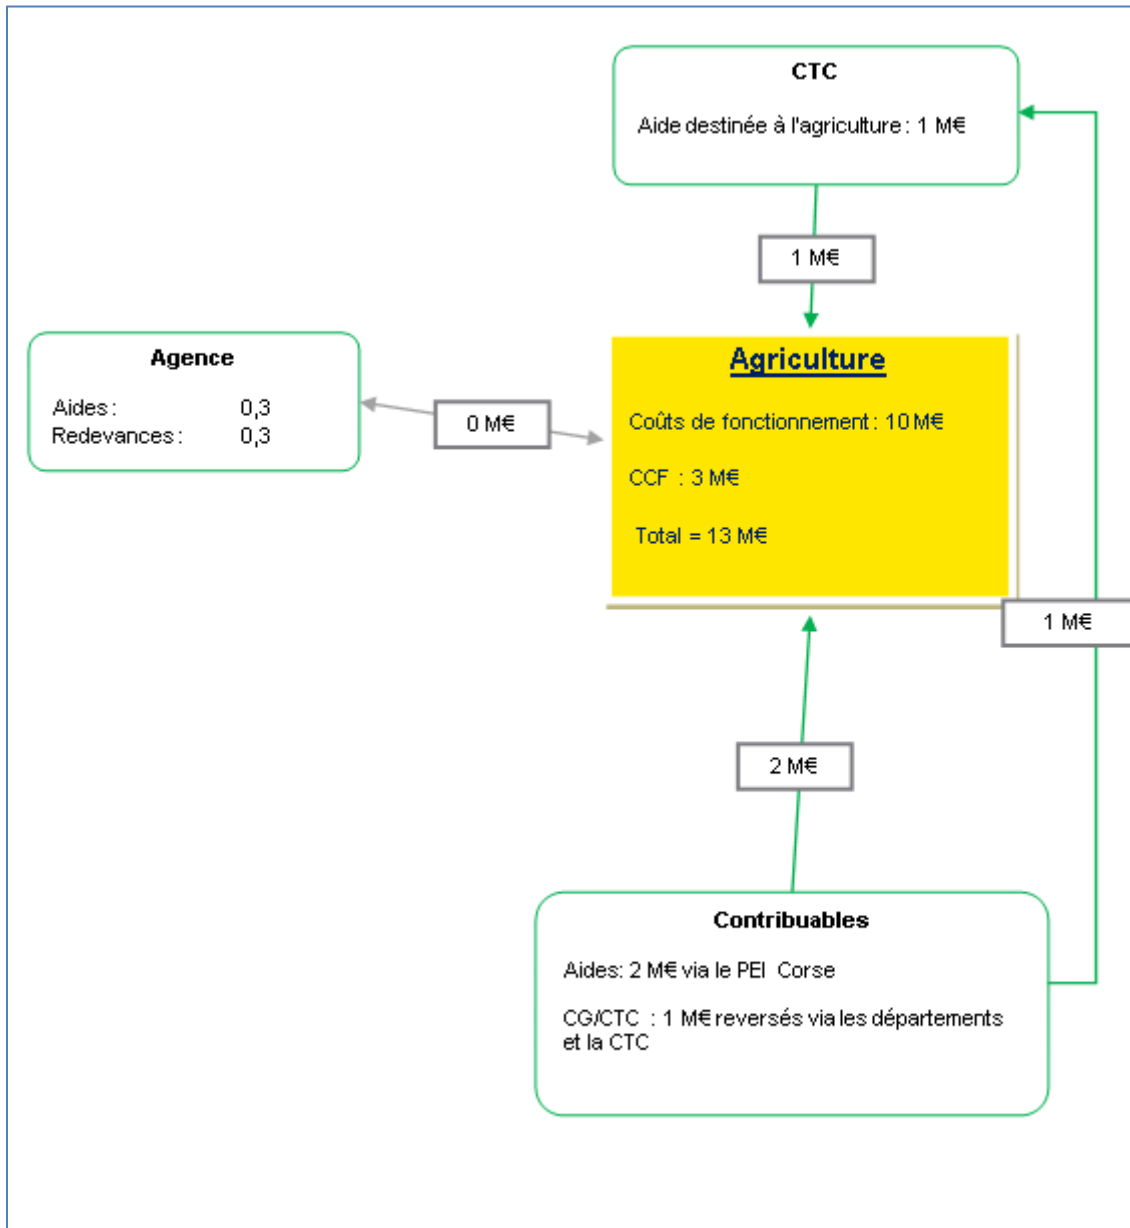 CTC
Aide destinée à l'agriculture : 1 M€
1 M€
Agence
Aides : 0,3
Redevances : 0,3
0 M€
Agriculture
Coûts de fonctionnement : 10 M€
CCF : 3 M€
Total = 13 M€
1 M€
2 M€
Contribuables
Aides: 2 M€ via le PEI Corse
CG/CTC : 1 M€ reversés via les départements
et la CTC